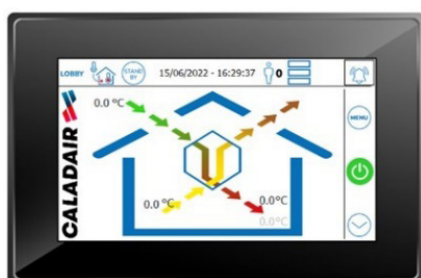 LOBBY
STAND BY
15/06/2022 - 16:29:37
0
0.0 °C
CALADAIR
MENU
0.0 °C
0.0°C
0.0°C